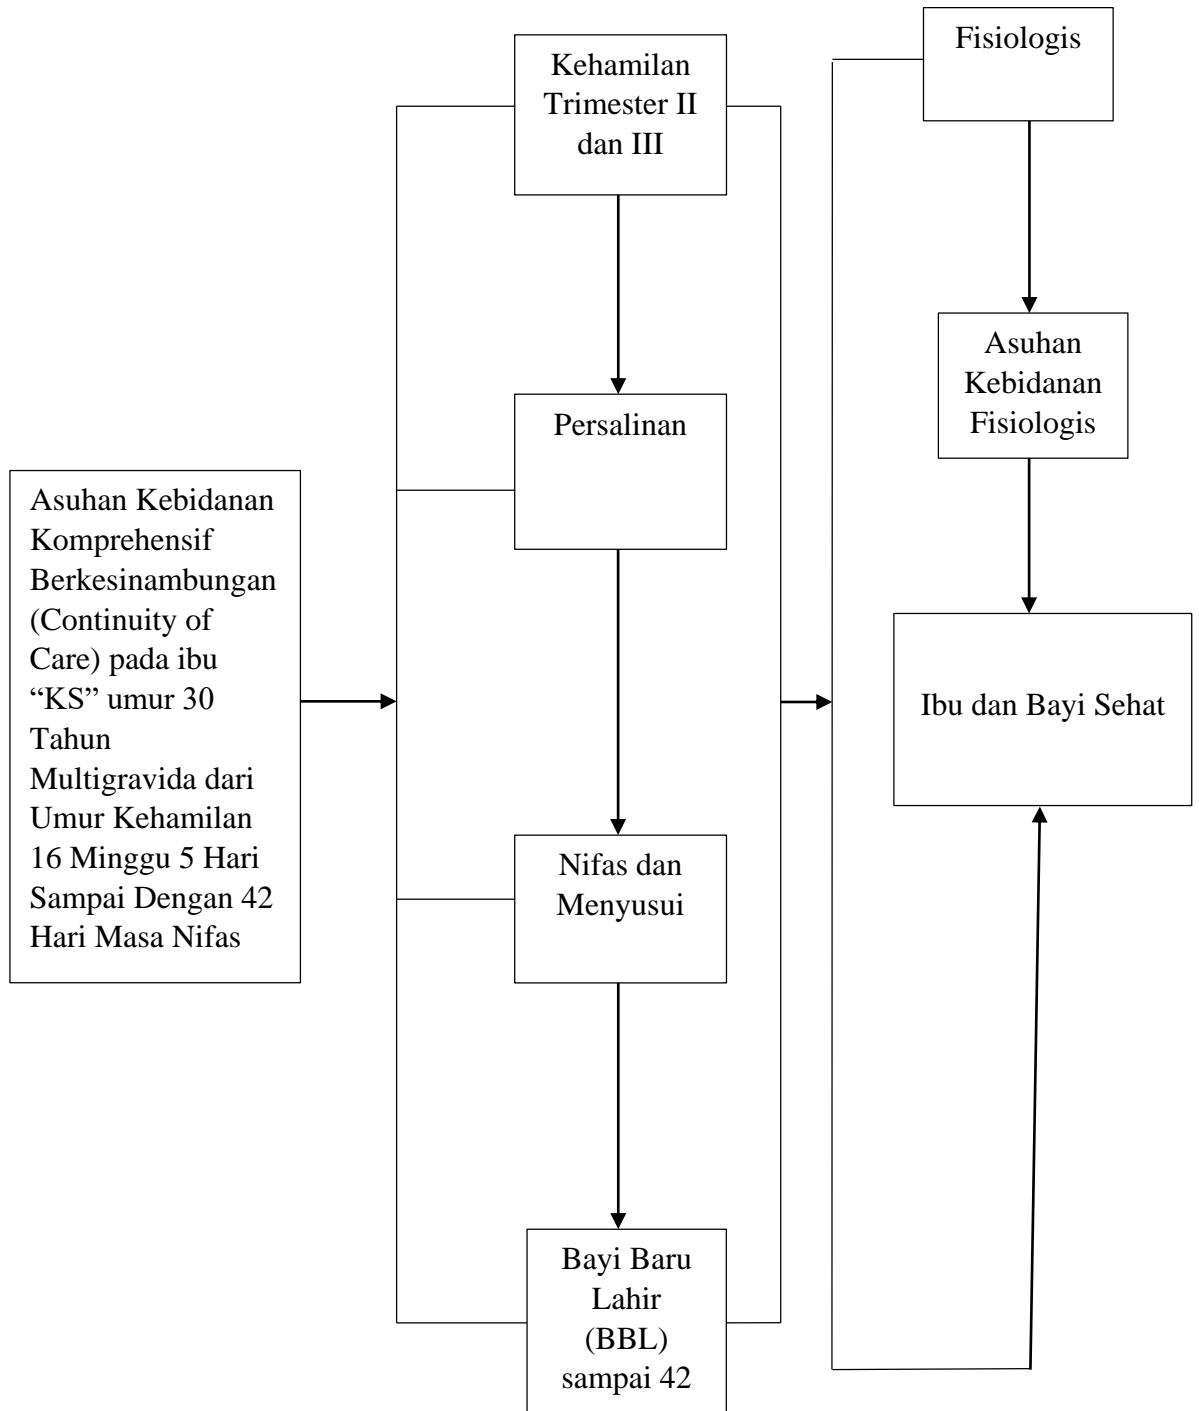 Asuhan Kebidanan
Komprehensif
Berkesinambungan
(Continuity of
Care) pada ibu
“KS” umur 30
Tahun
Multigravida dari
Umur Kehamilan
16 Minggu 5 Hari
Sampai Dengan 42
Hari Masa Nifas
Kehamilan
Trimester II
dan III
Persalinan
Nifas dan
Menyusui
Bayi Baru
Lahir
(BBL)
sampai 42
Fisiologis
Asuhan
Kebidanan
Fisiologis
Ibu dan Bayi Sehat